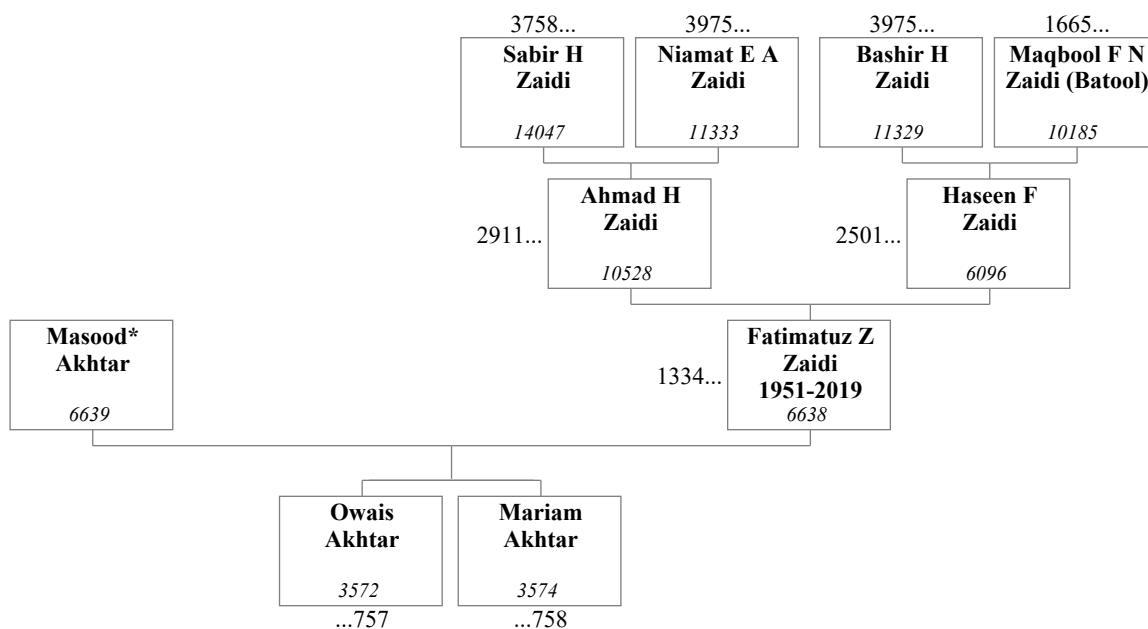 3758... 3975... 3975... 1665...
Sabir H
Zaidi
14047
Niamat E A
Zaidi
11333
Bashir H
Zaidi
11329
Maqbool F N
Zaidi (Batool)
10185
2911...
Ahmad H
Zaidi
10528
2501...
Haseen F
Zaidi
6096
Masood*
Akhtar
6639
1334...
Fatimatuz Z
Zaidi
1951-2019
6638
Owais
Akhtar
3572
...757
Mariam
Akhtar
3574
...758